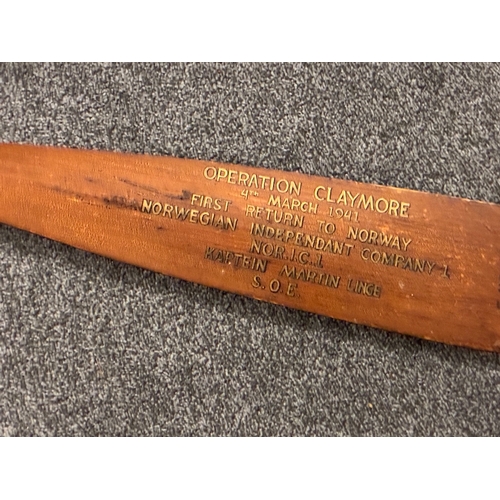 OPERATION CLAYMORE
4TH MARCH 1941
FIRST RETURN TO NORWAY
NORWEGIAN INDEPENDANT COMPANY 1
NOR.I.C.1
KAPTEIN MARTIN LINGE
S.O.E.